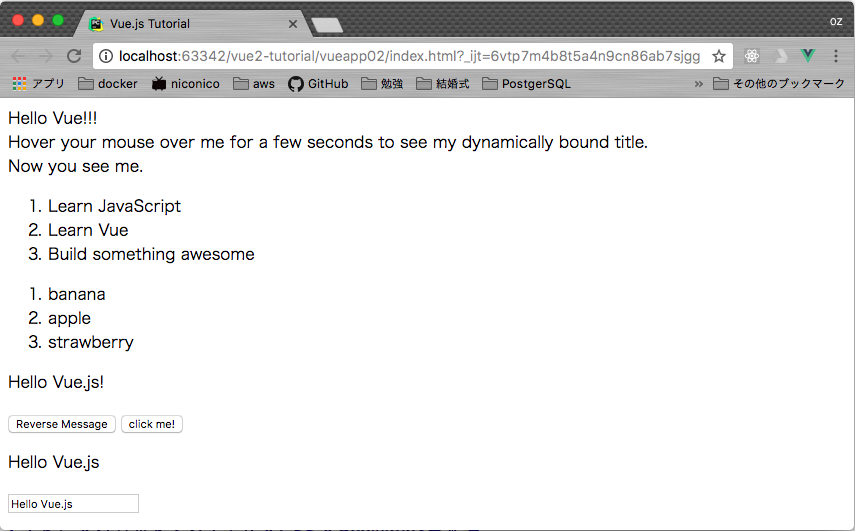 Vue.js Tutorial
oz
localhost:63342/vue2-tutorial/vueapp02/index.html?_ijt=6vtp7m4b8t5a4n9cn86ab7sjgg
アプリ docker niconico aws GitHub 勉強 結婚式 PostgerSQL » その他のブックマーク
Hello Vue!!!
Hover your mouse over me for a few seconds to see my dynamically bound title.
Now you see me.
1. Learn JavaScript
2. Learn Vue
3. Build something awesome
1. banana
2. apple
3. strawberry
Hello Vue.js!
Reverse Message click me!
Hello Vue.js
Hello Vue.js